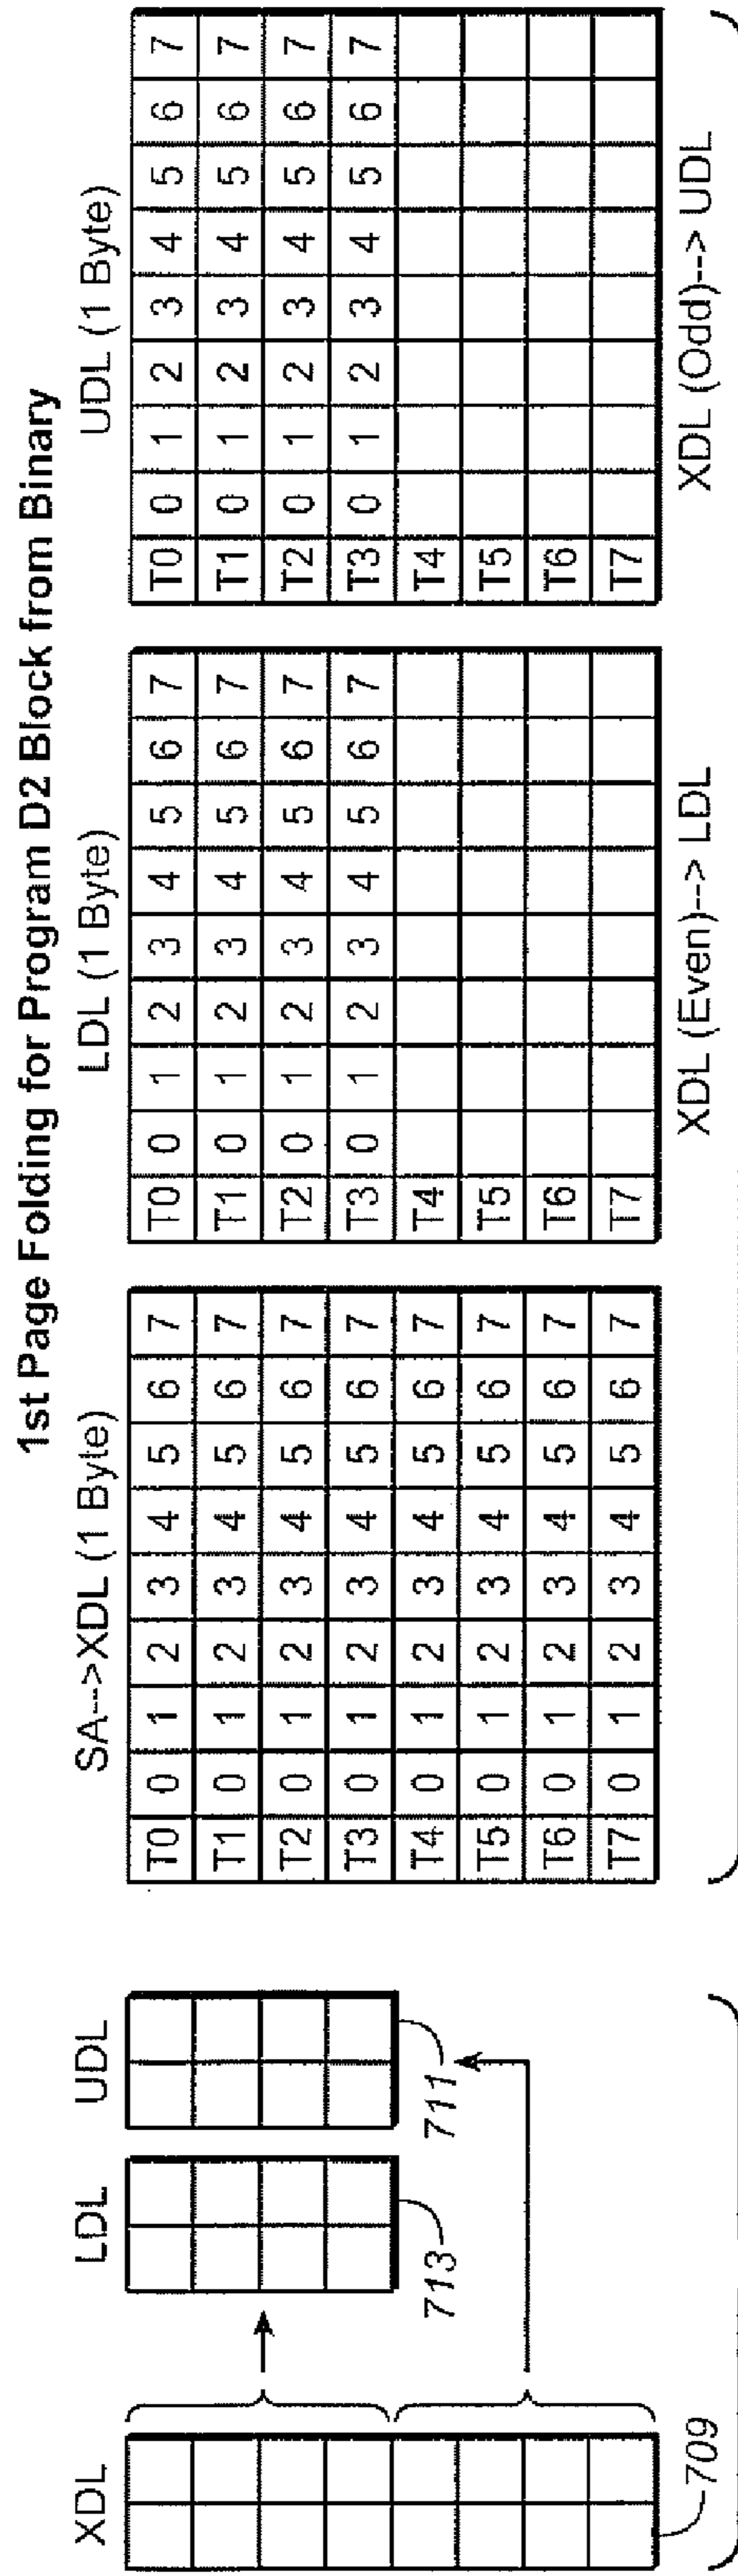 1st Page Folding for Program D2 Block from Binary
XDL
LDL
UDL
709
713
711
SA-->XDL (1 Byte)
T0 0 1 2 3 4 5 6 7
T1 0 1 2 3 4 5 6 7
T2 0 1 2 3 4 5 6 7
T3 0 1 2 3 4 5 6 7
T4 0 1 2 3 4 5 6 7
T5 0 1 2 3 4 5 6 7
T6 0 1 2 3 4 5 6 7
T7 0 1 2 3 4 5 6 7
LDL (1 Byte)
T0 0 1 2 3 4 5 6 7
T1 0 1 2 3 4 5 6 7
T2 0 1 2 3 4 5 6 7
T3 0 1 2 3 4 5 6 7
T4
T5
T6
T7
XDL (Even)--> LDL
UDL (1 Byte)
T0 0 1 2 3 4 5 6 7
T1 0 1 2 3 4 5 6 7
T2 0 1 2 3 4 5 6 7
T3 0 1 2 3 4 5 6 7
T4
T5
T6
T7
XDL (Odd)--> UDL